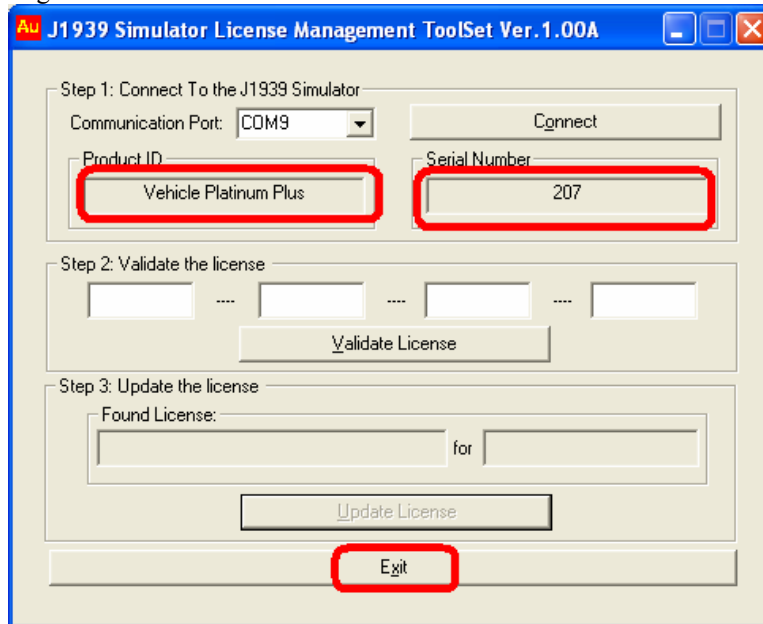 Au J1939 Simulator License Management ToolSet Ver.1.00A
Step 1: Connect To the J1939 Simulator
Communication Port: COM9 Connect
Product ID Serial Number
Vehicle Platinum Plus 207
Step 2: Validate the license
---- ---- ----
Validate License
Step 3: Update the license
Found License:
for
Update License
Exit